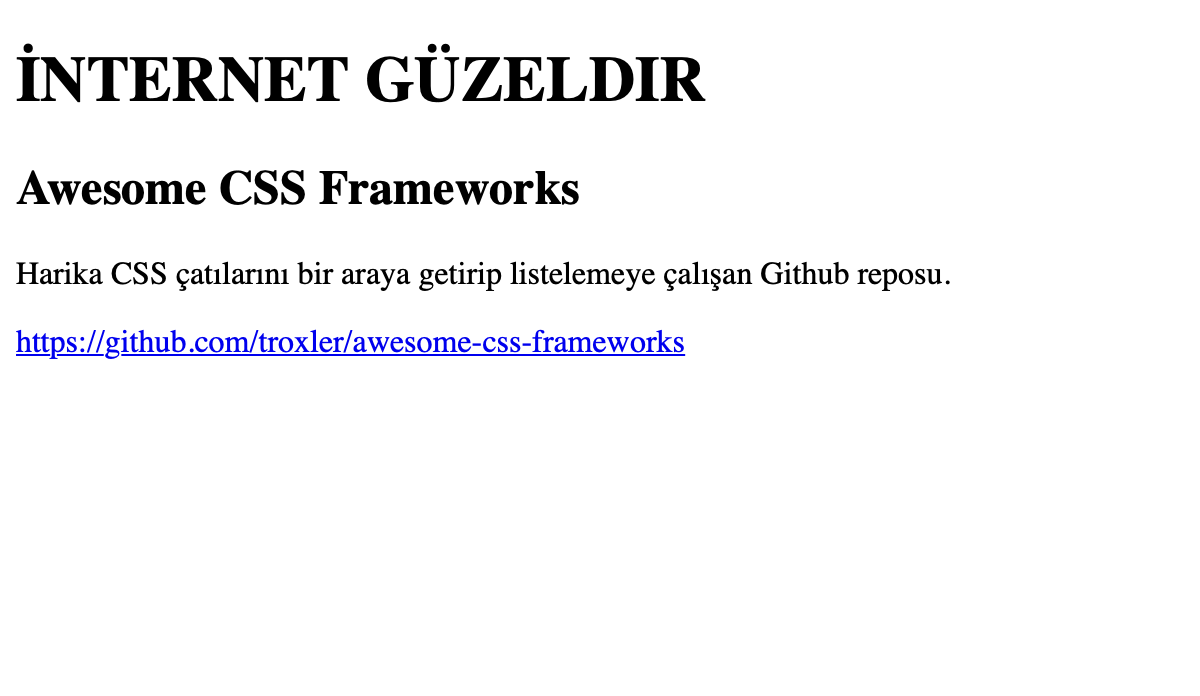 İNTERNET GÜZELDIR
Awesome CSS Frameworks
Harika CSS çatılarını bir araya getirip listelemeye çalışan Github reposu.
https://github.com/troxler/awesome-css-frameworks